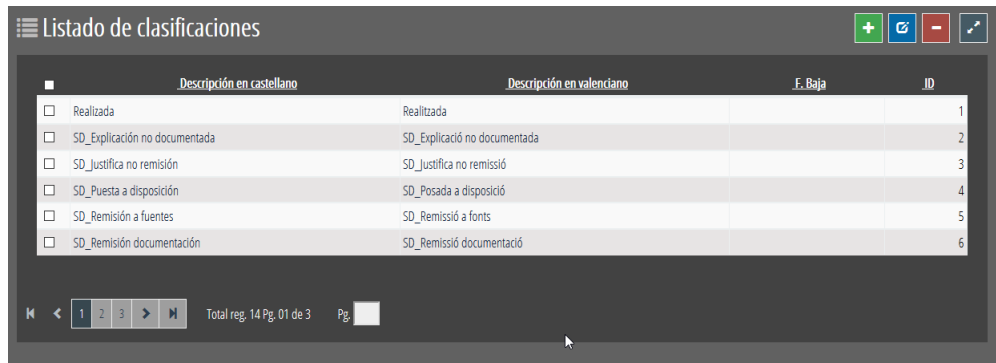 Listado de clasificaciones
Descripción en castellano Descripción en valenciano F. Baja ID
Realizada Realitzada 1
SD_Explicación no documentada SD_Explicació no documentada 2
SD_Justifica no remisión SD_Justifica no remissió 3
SD_Puesta a disposición SD_Posada a disposició 4
SD_Remisión a fuentes SD_Remissió a fonts 5
SD_Remisión documentación SD_Remissió documentació 6
1 2 3 Total reg. 14 Pg. 01 de 3 Pg.